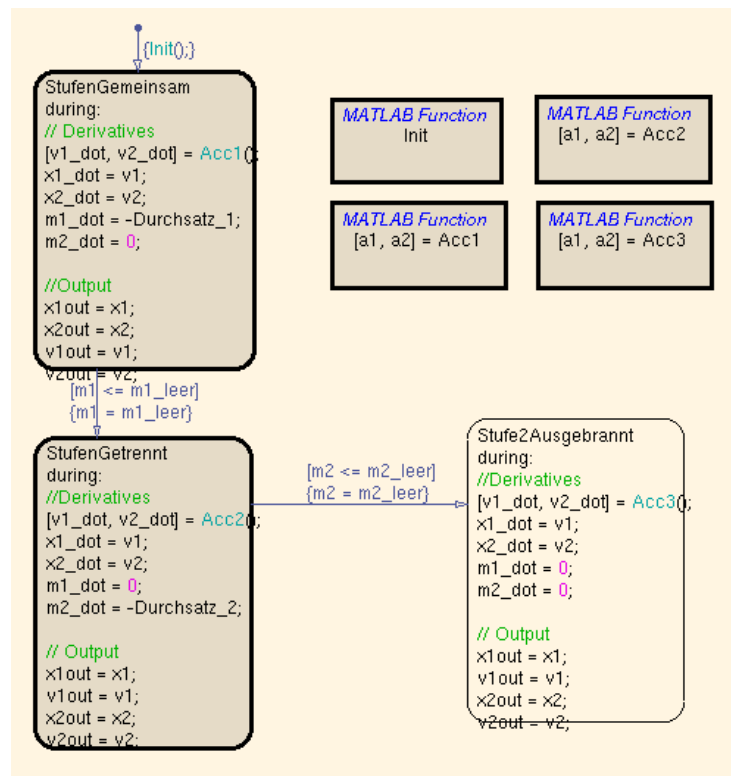 {Init();}
StufenGemeinsam
during:
// Derivatives
[v1_dot, v2_dot] = Acc1();
x1_dot = v1;
x2_dot = v2;
m1_dot = -Durchsatz_1;
m2_dot = 0;
//Output
x1out = x1;
x2out = x2;
v1out = v1;
v2out = v2;
MATLAB Function
Init
MATLAB Function
[a1, a2] = Acc2
MATLAB Function
[a1, a2] = Acc1
MATLAB Function
[a1, a2] = Acc3
[m1 <= m1_leer]
{m1 = m1_leer}
StufenGetrennt
during:
//Derivatives
[v1_dot, v2_dot] = Acc2();
x1_dot = v1;
x2_dot = v2;
m1_dot = 0;
m2_dot = -Durchsatz_2;
// Output
x1out = x1;
v1out = v1;
x2out = x2;
v2out = v2;
[m2 <= m2_leer]
{m2 = m2_leer}
Stufe2Ausgebrannt
during:
//Derivatives
[v1_dot, v2_dot] = Acc3();
x1_dot = v1;
x2_dot = v2;
m1_dot = 0;
m2_dot = 0;
// Output
x1out = x1;
v1out = v1;
x2out = x2;
v2out = v2;